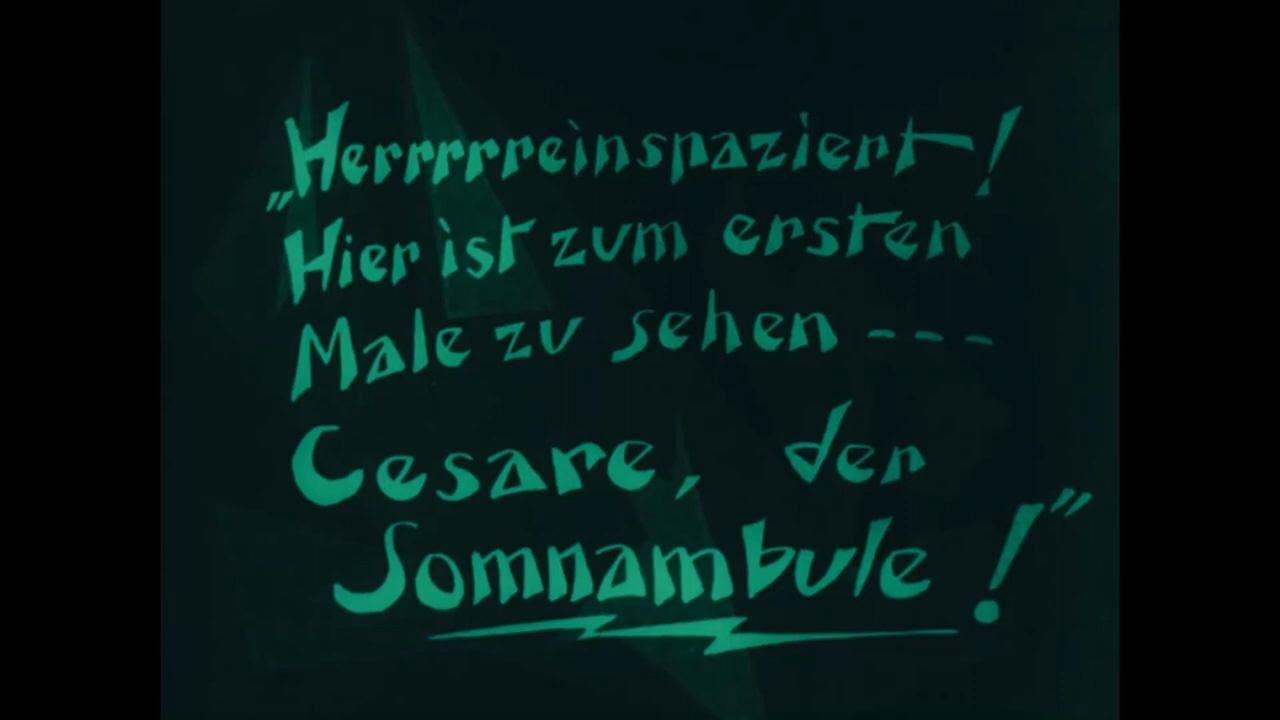 „Herrrrreinspaziert!
Hier ist zum ersten
Male zu sehen ----
Cesare, der
Somnambule!”